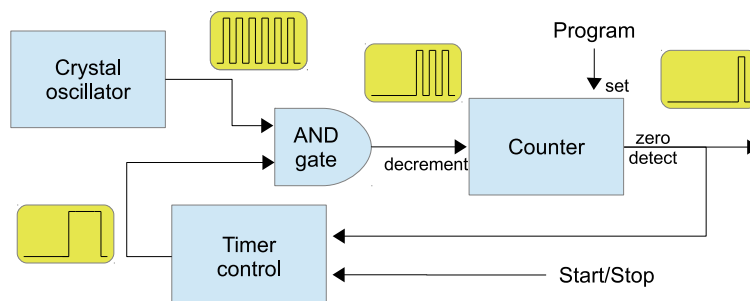 Program
Crystal
oscillator
set
AND
gate
decrement
Counter
zero
detect
Timer
control
Start/Stop